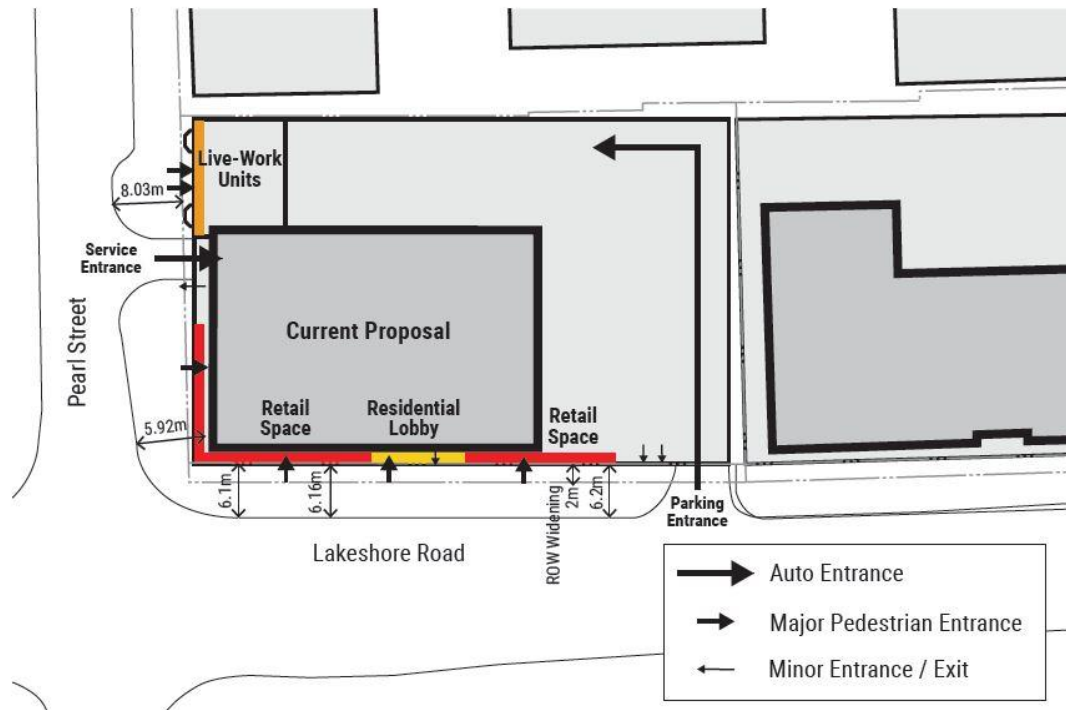 Live-Work
Units
8.03m
Service
Entrance
Current Proposal
Pearl Street
Retail
Space
Residential
Lobby
Retail
Space
5.92m
6.1m
6.16m
ROW Widening
2m
6.2m
Parking
Entrance
Lakeshore Road
Auto Entrance
Major Pedestrian Entrance
Minor Entrance / Exit